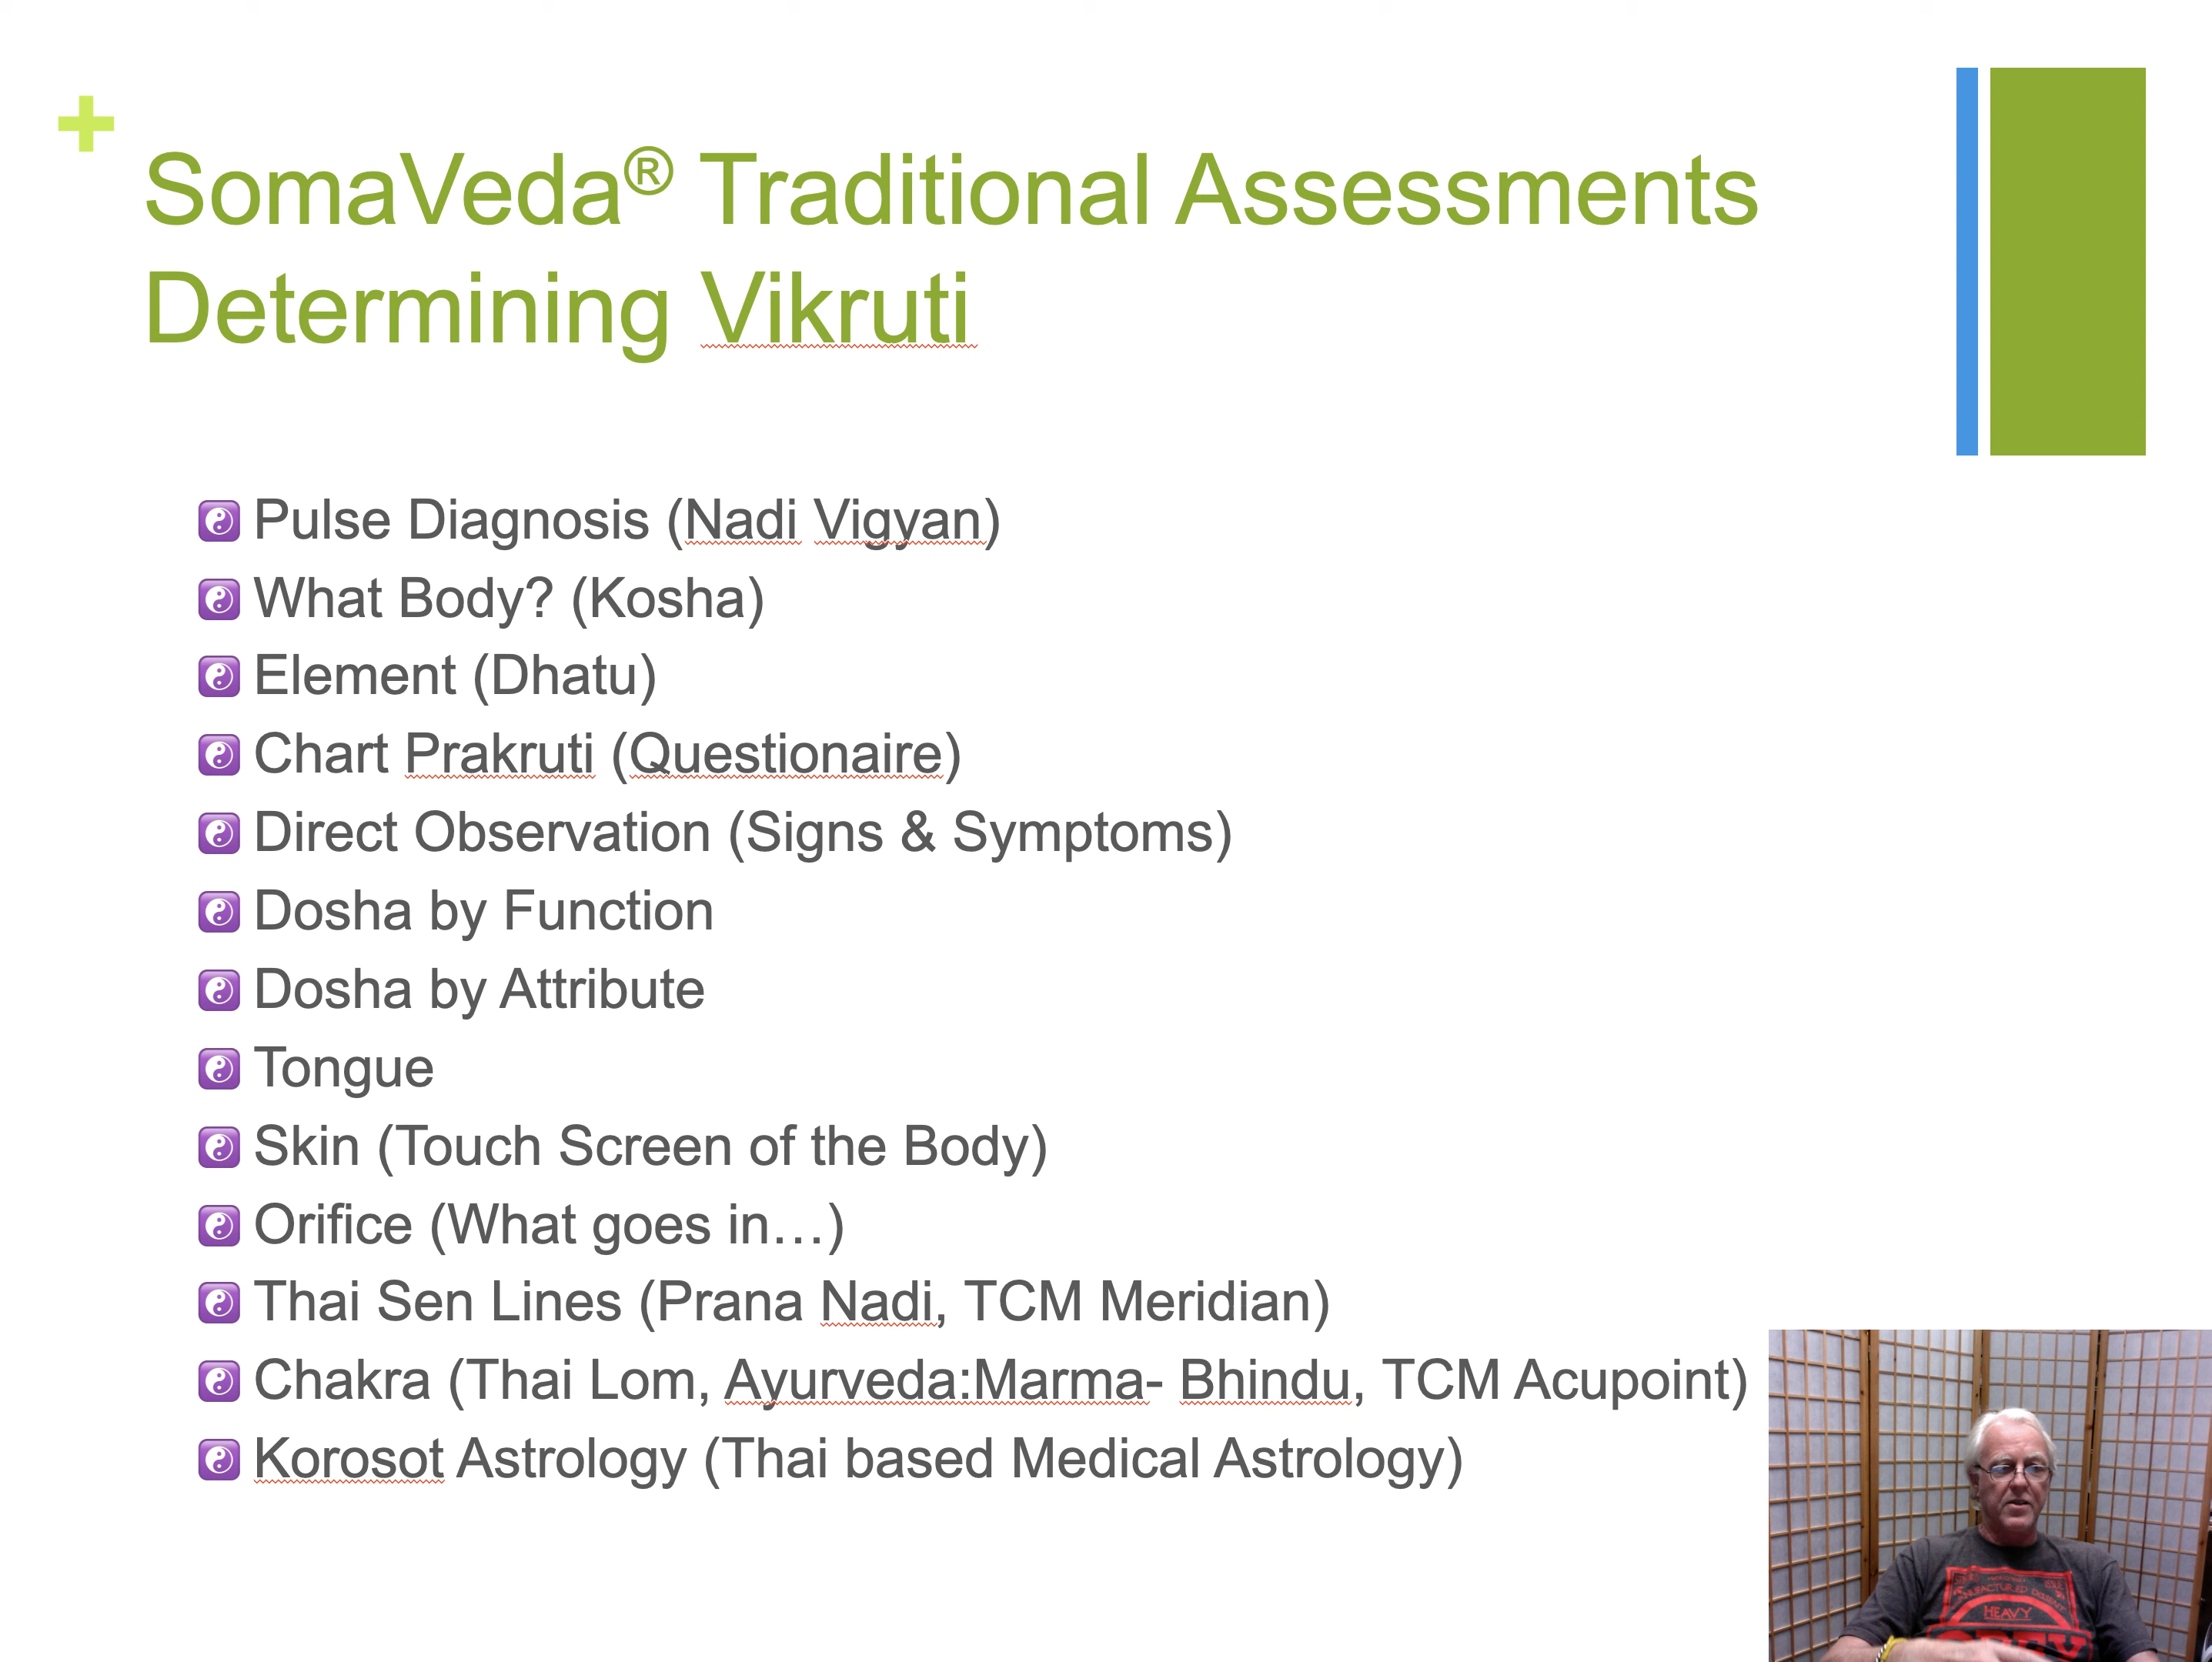 SomaVeda® Traditional Assessments
Determining Vikruti
Pulse Diagnosis (Nadi Vigyan)
What Body? (Kosha)
Element (Dhatu)
Chart Prakruti (Questionaire)
Direct Observation (Signs & Symptoms)
Dosha by Function
Dosha by Attribute
Tongue
Skin (Touch Screen of the Body)
Orifice (What goes in…)
Thai Sen Lines (Prana Nadi, TCM Meridian)
Chakra (Thai Lom, Ayurveda:Marma- Bhindu, TCM Acupoint)
Korosot Astrology (Thai based Medical Astrology)
HEAVY